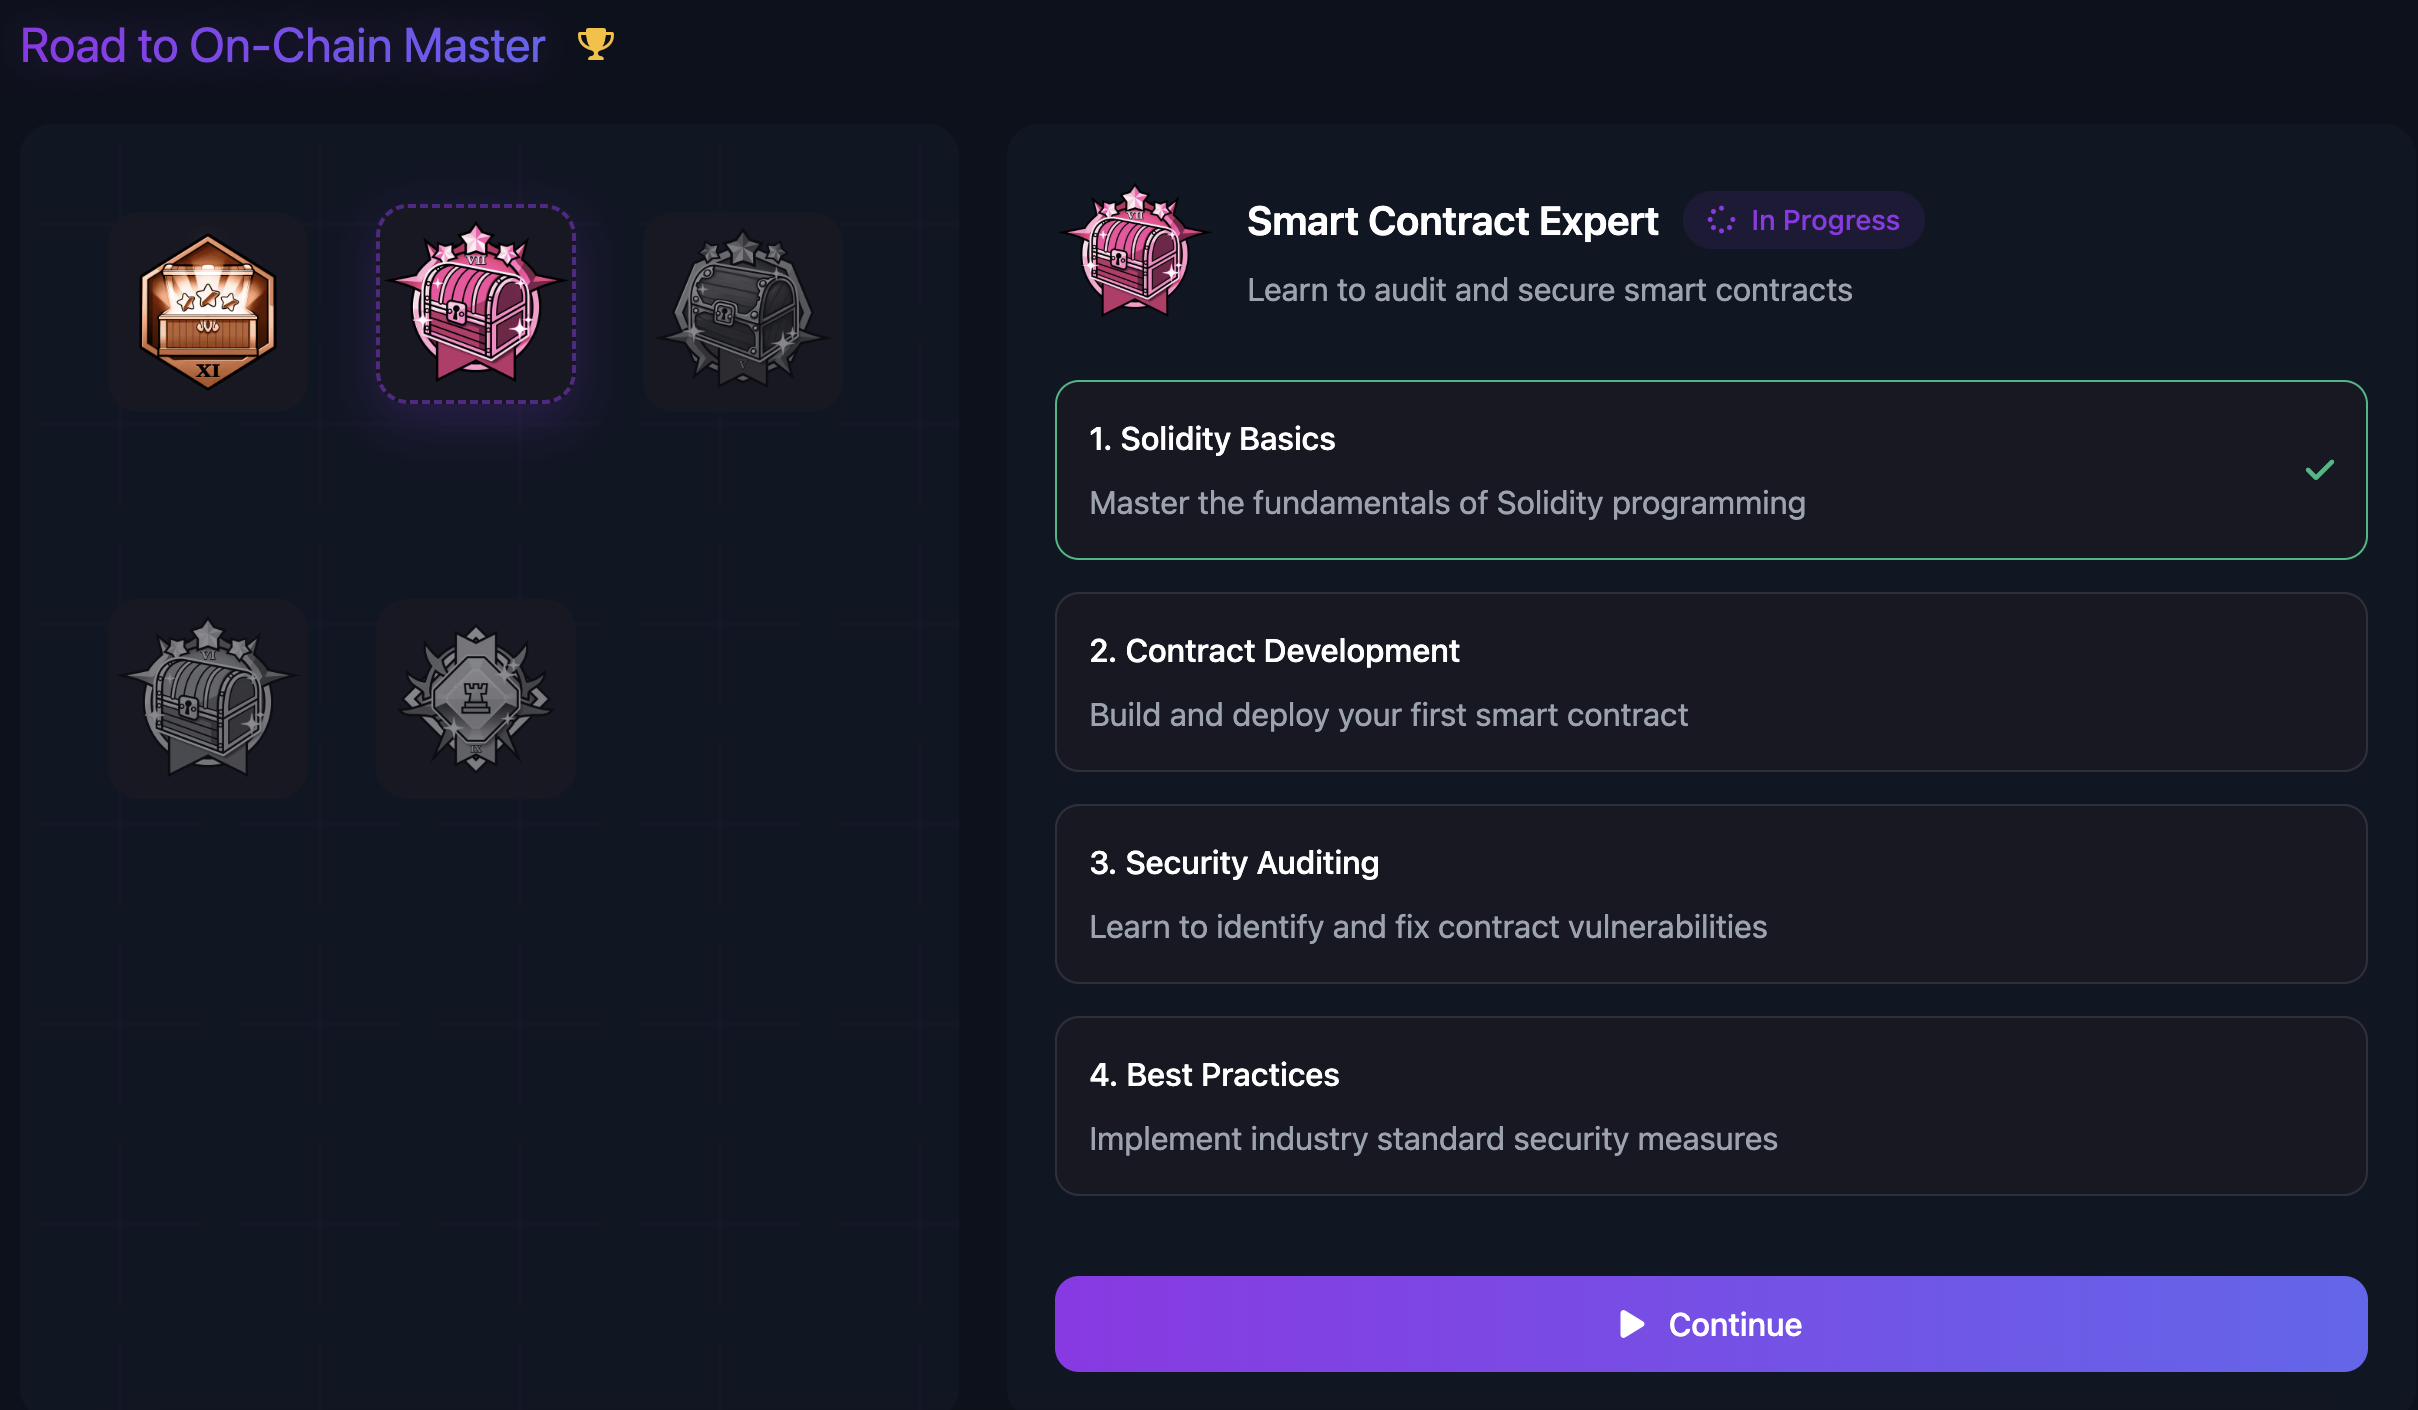 Road to On-Chain Master
XI
VII
V
VI
IX
VII
Smart Contract Expert
In Progress
Learn to audit and secure smart contracts
1. Solidity Basics
Master the fundamentals of Solidity programming
2. Contract Development
Build and deploy your first smart contract
3. Security Auditing
Learn to identify and fix contract vulnerabilities
4. Best Practices
Implement industry standard security measures
Continue